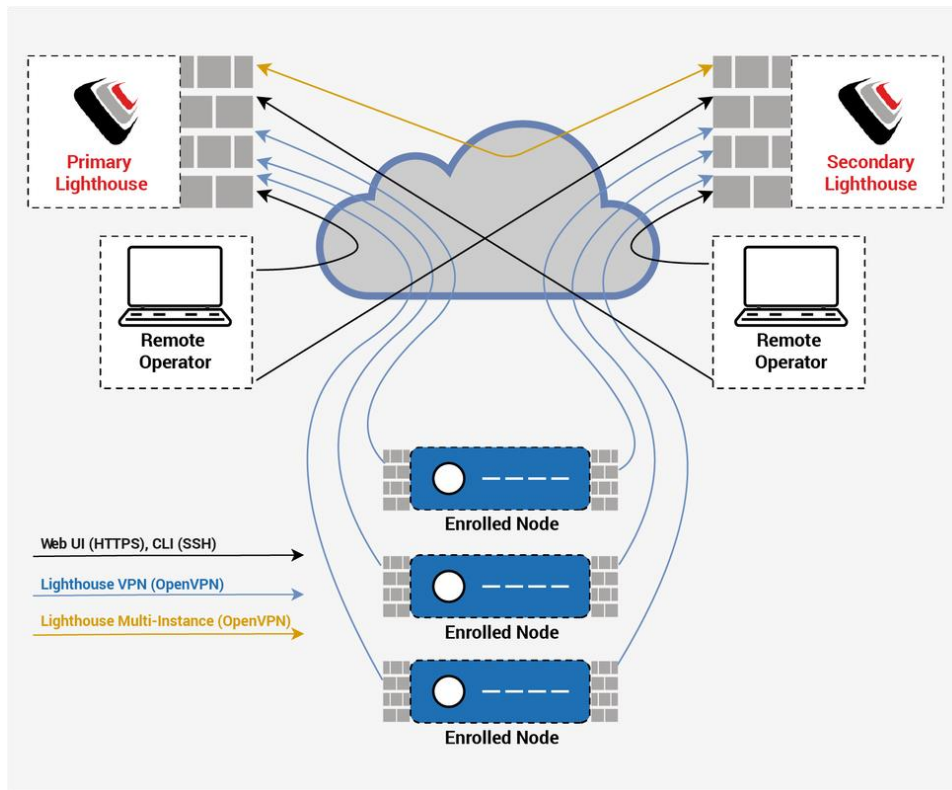 Primary
Lighthouse
Secondary
Lighthouse
Remote
Operator
Remote
Operator
Enrolled Node
Web UI (HTTPS), CLI (SSH)
Lighthouse VPN (OpenVPN)
Lighthouse Multi-Instance (OpenVPN)
Enrolled Node
Enrolled Node